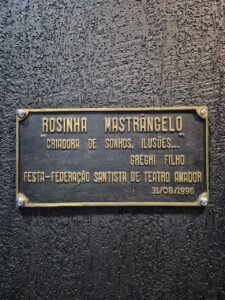 ROSINHA MASTRÂNGELO
"CRIADORA DE SONHOS, ILUSÕES..."
GREGHI FILHO
FESTA-FEDERAÇÃO SANTISTA DE TEATRO AMADOR
31/08/1996